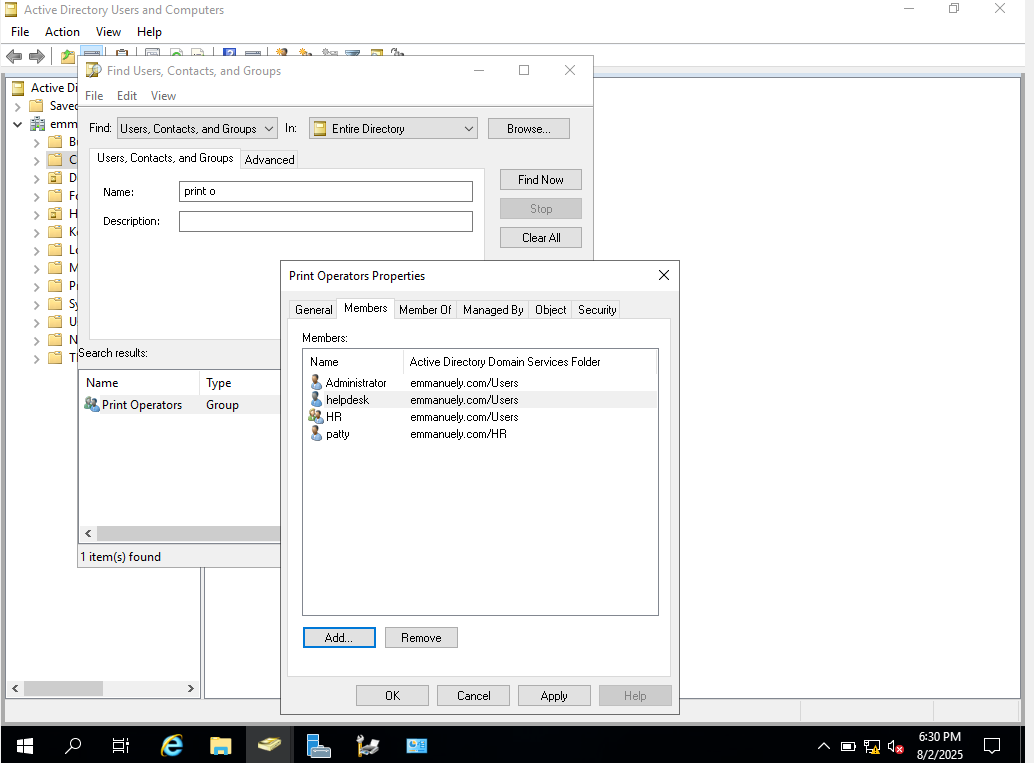 Active Directory Users and Computers
File Action View Help
Find Users, Contacts, and Groups
File Edit View
Active Di
Saved
emm
Find: Users, Contacts, and Groups In: Entire Directory Browse...
Users, Contacts, and Groups Advanced
Name: print o
Description:
Find Now
Stop
Clear All
Print Operators Properties
General Members Member Of Managed By Object Security
Members:
Name Active Directory Domain Services Folder
Administrator emmanuely.com/Users
helpdesk emmanuely.com/Users
HR emmanuely.com/Users
patty emmanuely.com/HR
Add... Remove
OK Cancel Apply Help
Search results:
Name Type
Print Operators Group
1 item(s) found
6:30 PM
8/2/2025